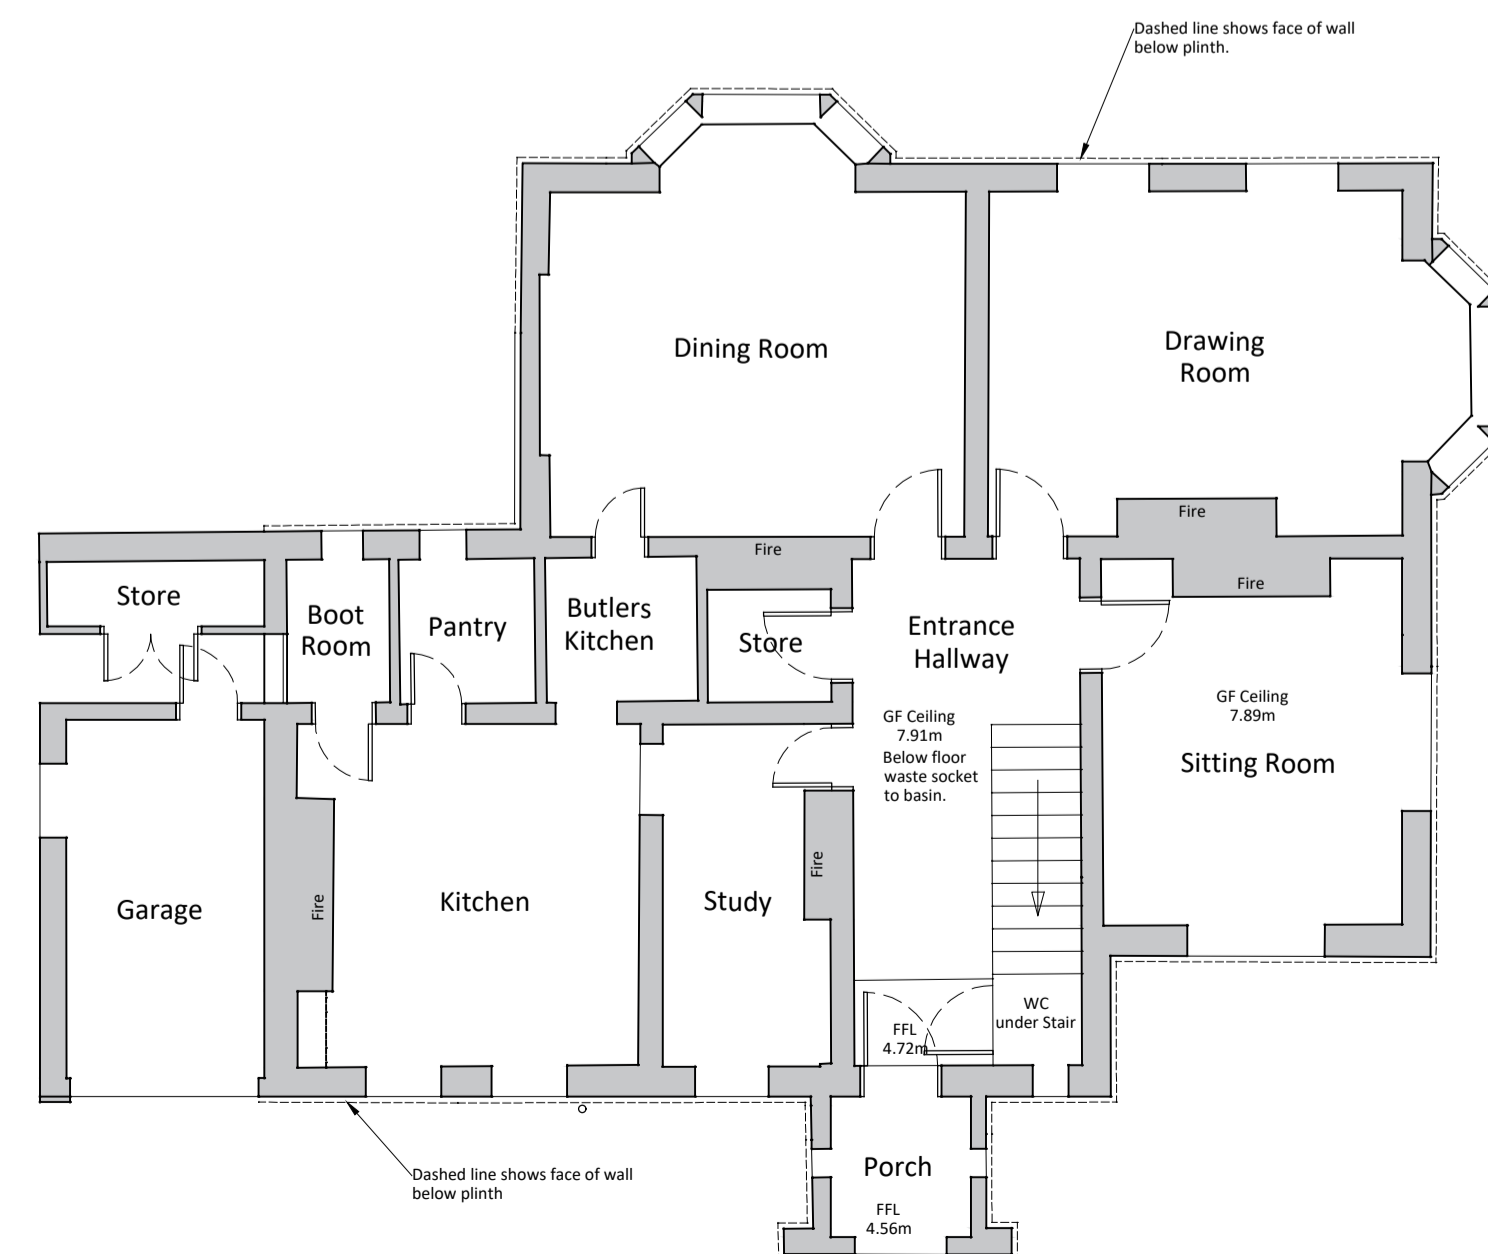 Dashed line shows face of wall
below plinth.
Dining Room
Drawing
Room
Fire
Fire
Fire
Store
Boot
Room
Pantry
Butlers
Kitchen
Store
Entrance
Hallway
GF Ceiling
7.91m
Below floor
waste socket
to basin.
GF Ceiling
7.89m
Sitting Room
Garage
Fire
Kitchen
Study
Fire
WC
under Stair
FFL
4.72m
Dashed line shows face of wall
below plinth
Porch
FFL
4.56m